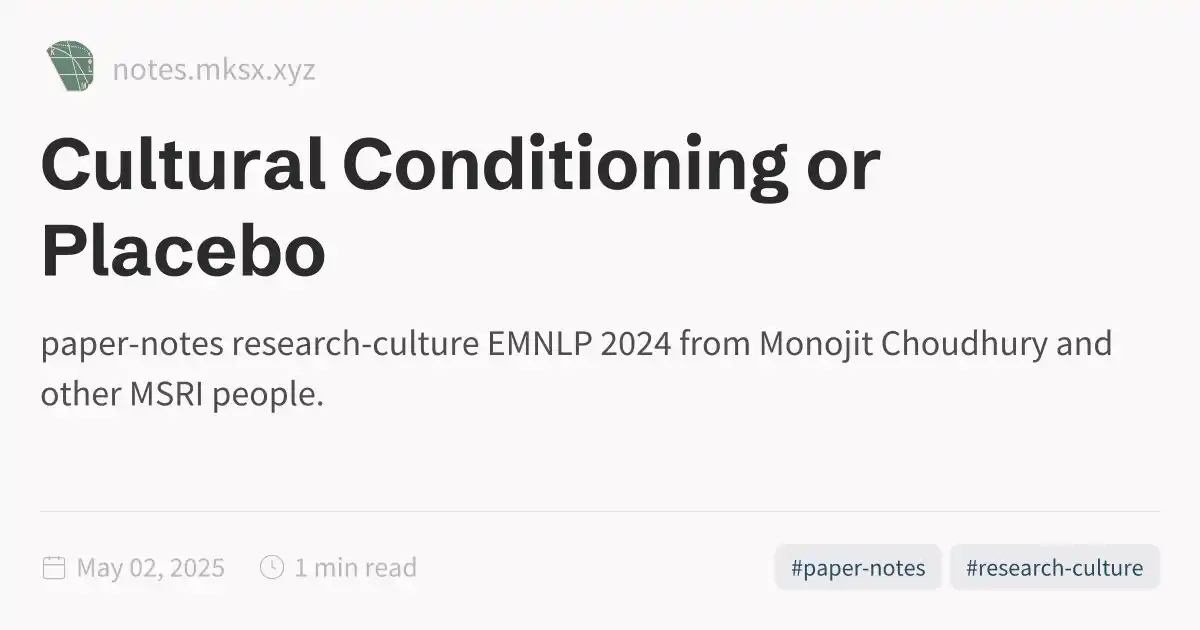 notes.mksx.xyz
Cultural Conditioning or
Placebo
paper-notes research-culture EMNLP 2024 from Monojit Choudhury and
other MSRI people.
May 02, 2025
1 min read
#paper-notes
#research-culture